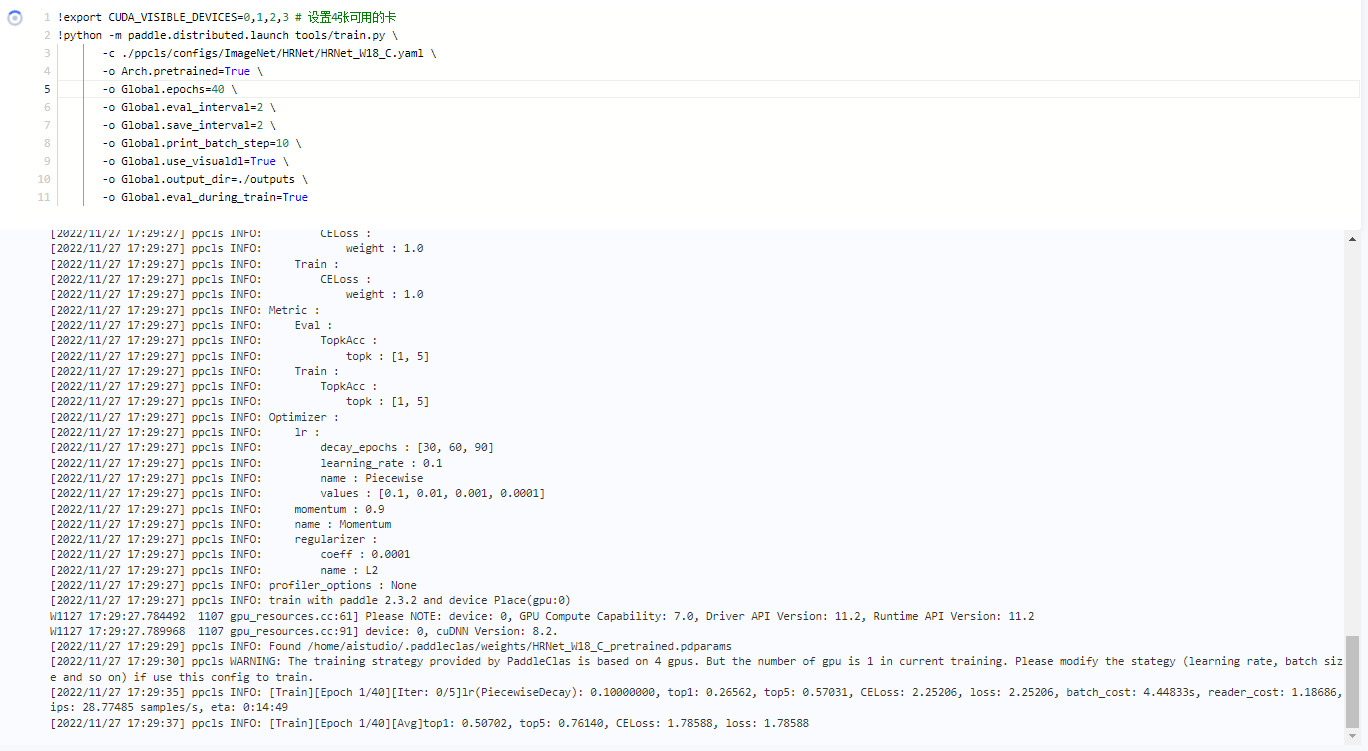 1 !export CUDA_VISIBLE_DEVICES=0,1,2,3 # 设置4张可用的卡
2 !python -m paddle.distributed.launch tools/train.py \
3 -c ./ppcls/configs/ImageNet/HRNet/HRNet_W18_C.yaml \
4 -o Arch.pretrained=True \
5 -o Global.epochs=40 \
6 -o Global.eval_interval=2 \
7 -o Global.save_interval=2 \
8 -o Global.print_batch_step=10 \
9 -o Global.use_visualdl=True \
10 -o Global.output_dir=./outputs \
11 -o Global.eval_during_train=True
[2022/11/27 17:29:27] ppcls INFO: CELoss :
[2022/11/27 17:29:27] ppcls INFO: weight : 1.0
[2022/11/27 17:29:27] ppcls INFO: Train :
[2022/11/27 17:29:27] ppcls INFO: CELoss :
[2022/11/27 17:29:27] ppcls INFO: weight : 1.0
[2022/11/27 17:29:27] ppcls INFO: Metric :
[2022/11/27 17:29:27] ppcls INFO: Eval :
[2022/11/27 17:29:27] ppcls INFO: TopkAcc :
[2022/11/27 17:29:27] ppcls INFO: topk : [1, 5]
[2022/11/27 17:29:27] ppcls INFO: Train :
[2022/11/27 17:29:27] ppcls INFO: TopkAcc :
[2022/11/27 17:29:27] ppcls INFO: topk : [1, 5]
[2022/11/27 17:29:27] ppcls INFO: Optimizer :
[2022/11/27 17:29:27] ppcls INFO: lr :
[2022/11/27 17:29:27] ppcls INFO: decay_epochs : [30, 60, 90]
[2022/11/27 17:29:27] ppcls INFO: learning_rate : 0.1
[2022/11/27 17:29:27] ppcls INFO: name : Piecewise
[2022/11/27 17:29:27] ppcls INFO: values : [0.1, 0.01, 0.001, 0.0001]
[2022/11/27 17:29:27] ppcls INFO: momentum : 0.9
[2022/11/27 17:29:27] ppcls INFO: name : Momentum
[2022/11/27 17:29:27] ppcls INFO: regularizer :
[2022/11/27 17:29:27] ppcls INFO: coeff : 0.0001
[2022/11/27 17:29:27] ppcls INFO: name : L2
[2022/11/27 17:29:27] ppcls INFO: profiler_options : None
[2022/11/27 17:29:27] ppcls INFO: train with paddle 2.3.2 and device Place(gpu:0)
W1127 17:29:27.784492 1107 gpu_resources.cc:61] Please NOTE: device: 0, GPU Compute Capability: 7.0, Driver API Version: 11.2, Runtime API Version: 11.2
W1127 17:29:27.789968 1107 gpu_resources.cc:91] device: 0, cuDNN Version: 8.2.
[2022/11/27 17:29:29] ppcls INFO: Found /home/aistudio/.paddleclas/weights/HRNet_W18_C_pretrained.pdparams
[2022/11/27 17:29:30] ppcls WARNING: The training strategy provided by PaddleClas is based on 4 gpus. But the number of gpu is 1 in current training. Please modify the stategy (learning rate, batch siz
e and so on) if use this config to train.
[2022/11/27 17:29:35] ppcls INFO: [Train][Epoch 1/40][Iter: 0/5]lr(PiecewiseDecay): 0.10000000, top1: 0.26562, top5: 0.57031, CELoss: 2.25206, loss: 2.25206, batch_cost: 4.44833s, reader_cost: 1.18686,
ips: 28.77485 samples/s, eta: 0:14:49
[2022/11/27 17:29:37] ppcls INFO: [Train][Epoch 1/40][Avg]top1: 0.50702, top5: 0.76140, CELoss: 1.78588, loss: 1.78588